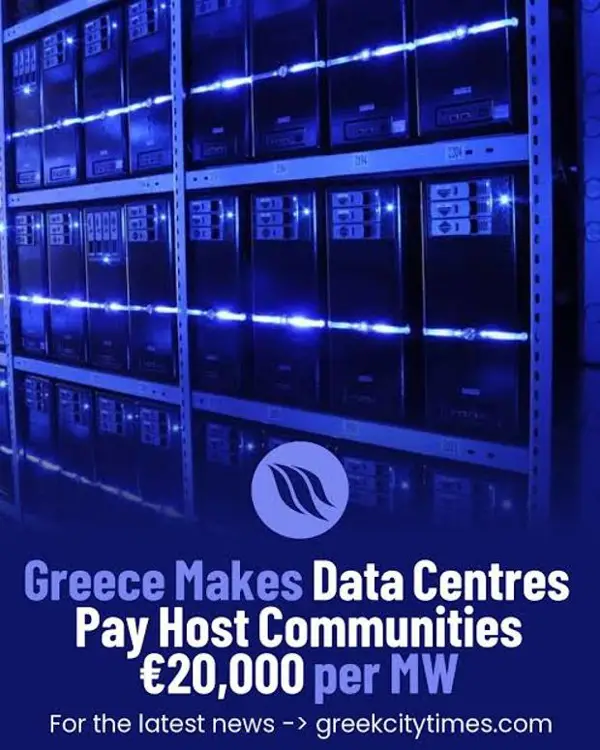 Greece Makes Data Centres
Pay Host Communities
€20,000 per MW
For the latest news -> greekcitytimes.com